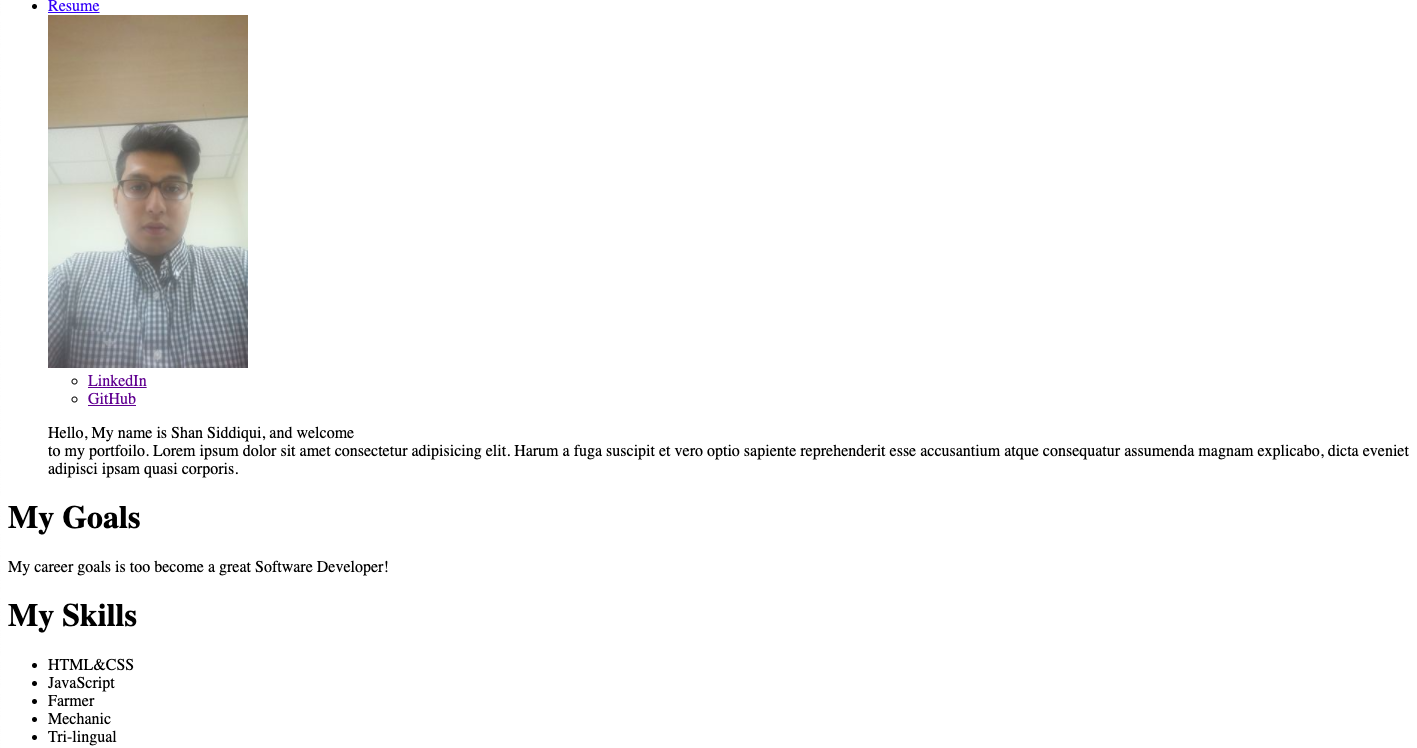 Resume
LinkedIn
GitHub
Hello, My name is Shan Siddiqui, and welcome
to my portfoilo. Lorem ipsum dolor sit amet consectetur adipisicing elit. Harum a fuga suscipit et vero optio sapiente reprehenderit esse accusantium atque consequatur assumenda magnam explicabo, dicta eveniet
adipisci ipsam quasi corporis.
My Goals
My career goals is too become a great Software Developer!
My Skills
HTML&CSS
JavaScript
Farmer
Mechanic
Tri-lingual